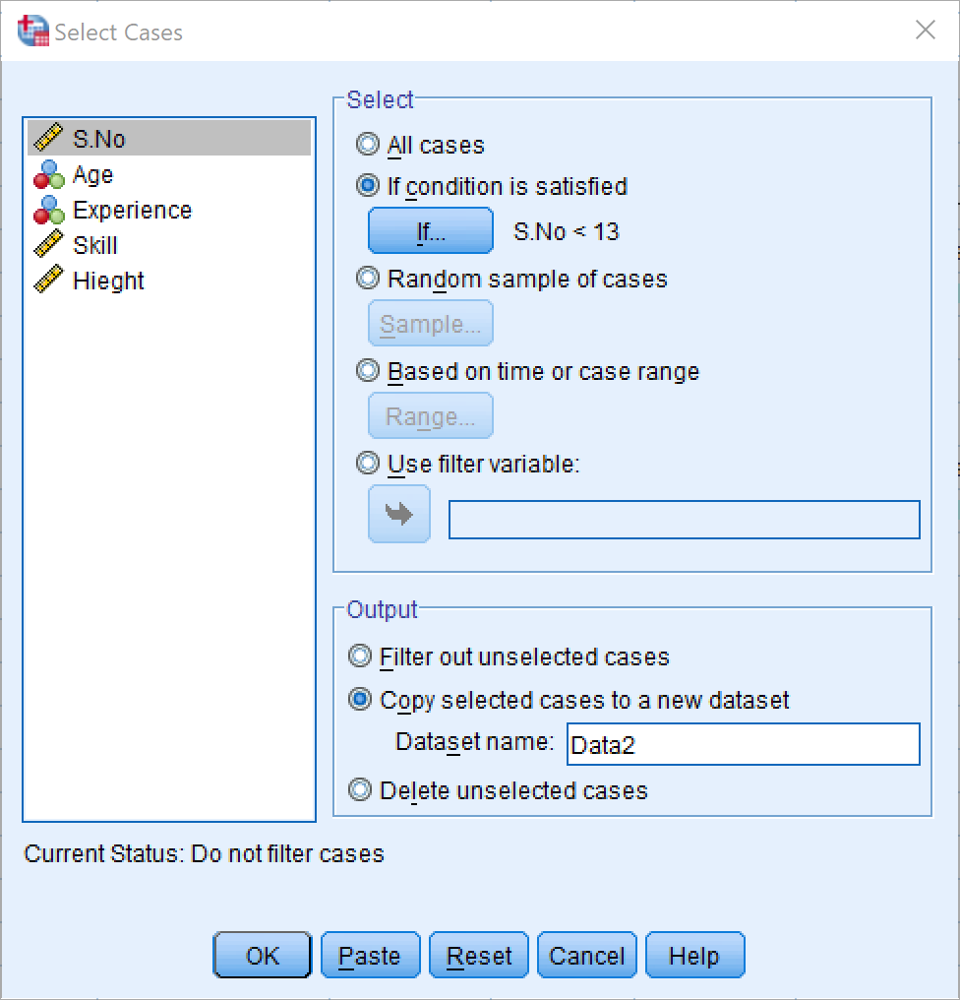 Select Cases
S.No
Age
Experience
Skill
Hieght
Select
All cases
If condition is satisfied
If... S.No < 13
Random sample of cases
Sample...
Based on time or case range
Range...
Use filter variable:
Output
Filter out unselected cases
Copy selected cases to a new dataset
Dataset name: Data2
Delete unselected cases
Current Status: Do not filter cases
OK Paste Reset Cancel Help